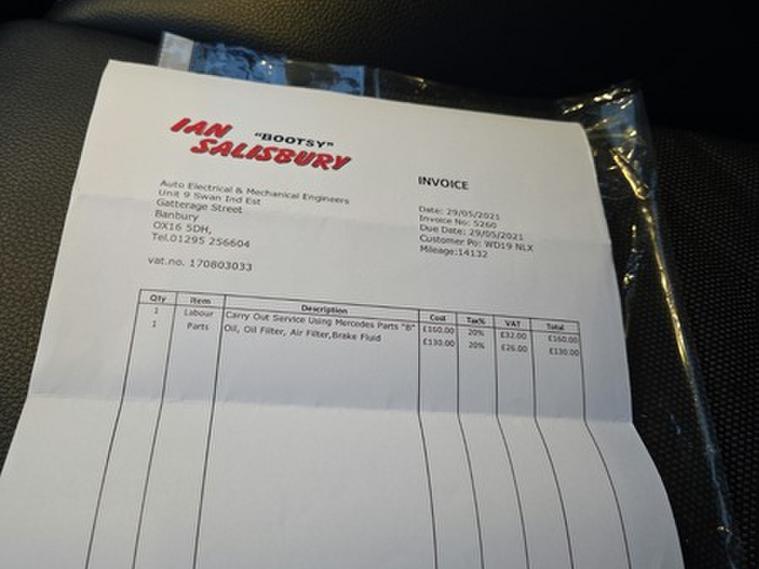 IAN "BOOTSY"
SALISBURY
Auto Electrical & Mechanical Engineers
Unit 9 Swan Ind Est
Gatterage Street
Banbury
OX16 5DH,
Tel.01295 256604
vat.no. 170803033
INVOICE
Date: 29/05/2021
Invoice No: 5260
Due Date: 29/05/2021
Customer Po: WD19 NLX
Mileage:14132
Qty Item Description Cost Tax% VAT Total
1 Labour Carry Out Service Using Mercedes Parts "B" £160.00 20% £32.00 £160.00
1 Parts Oil, Oil Filter, Air Filter,Brake Fluid £130.00 20% £26.00 £130.00